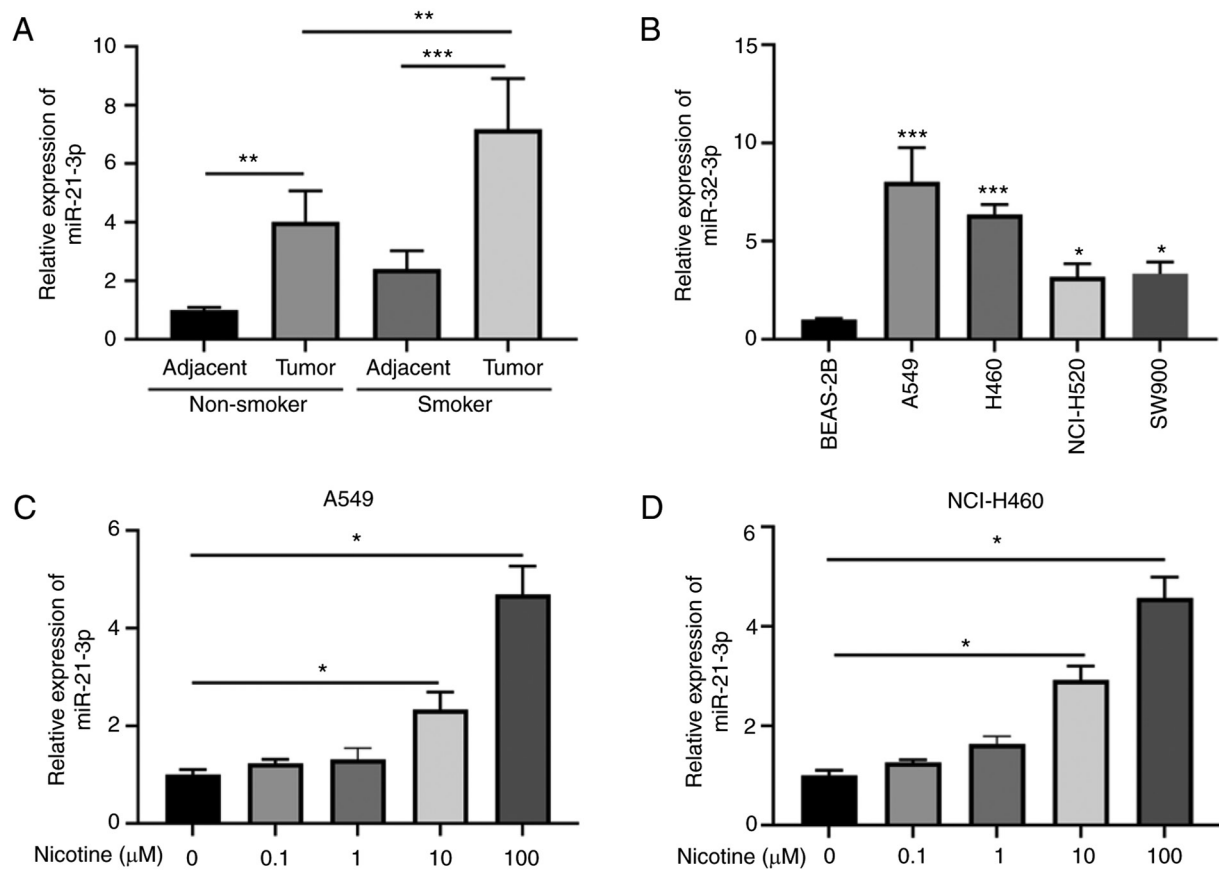 A
Relative expression of
miR-21-3p
10
8
6
4
2
0
**
**
***
Adjacent Tumor Adjacent Tumor
Non-smoker Smoker
B
Relative expression of
miR-32-3p
15
10
5
0
***
***
*
*
BEAS-2B
A549
H460
NCI-H520
SW900
C
A549
Relative expression of
miR-21-3p
6
4
2
0
*
*
Nicotine (μM) 0 0.1 1 10 100
D
NCI-H460
Relative expression of
miR-21-3p
6
4
2
0
*
*
Nicotine (μM) 0 0.1 1 10 100